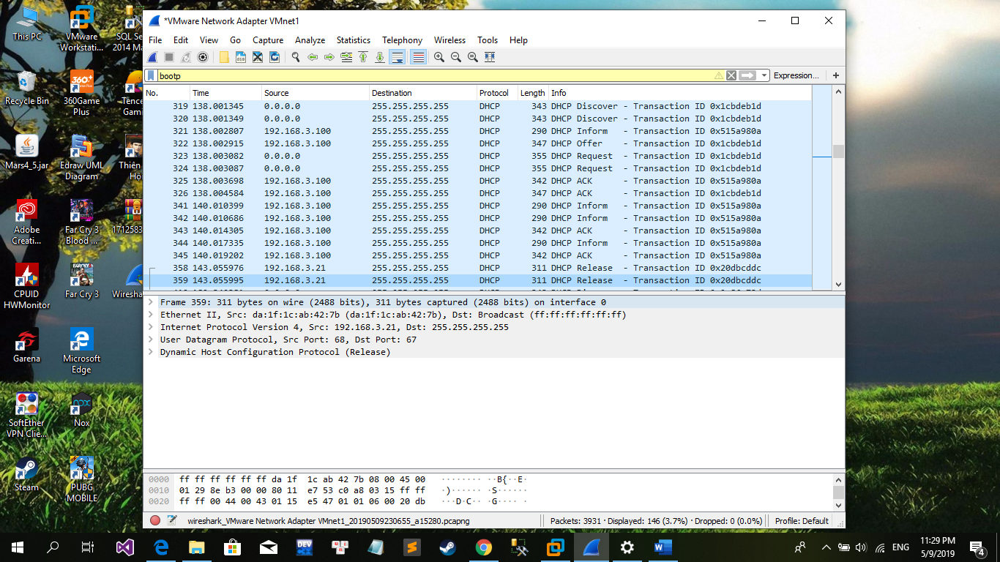 This PC
VMware
Workstati...
SQL Se
2014 Ma
Recycle Bin
360Game
Plus
Tence
Gami
Mars4_5.jar
Edraw UML
Diagram
Thiên
Hộ
Adobe
Creati...
Far Cry 3
Blood ...
1712583
CPUID
HWMonitor
Far Cry 3
Wiresha
Garena
Microsoft
Edge
SoftEther
VPN Clie...
Nox
Steam
PUBG
MOBILE
*VMware Network Adapter VMnet1
File Edit View Go Capture Analyze Statistics Telephony Wireless Tools Help
bootp Expression... +
No. Time Source Destination Protocol Length Info
319 138.001345 0.0.0.0 255.255.255.255 DHCP 343 DHCP Discover - Transaction ID 0x1cbdeb1d
320 138.001349 0.0.0.0 255.255.255.255 DHCP 343 DHCP Discover - Transaction ID 0x1cbdeb1d
321 138.002807 192.168.3.100 255.255.255.255 DHCP 290 DHCP Inform - Transaction ID 0x515a980a
322 138.002915 192.168.3.100 255.255.255.255 DHCP 347 DHCP Offer - Transaction ID 0x1cbdeb1d
323 138.003082 0.0.0.0 255.255.255.255 DHCP 355 DHCP Request - Transaction ID 0x1cbdeb1d
324 138.003087 0.0.0.0 255.255.255.255 DHCP 355 DHCP Request - Transaction ID 0x1cbdeb1d
325 138.003698 192.168.3.100 255.255.255.255 DHCP 342 DHCP ACK - Transaction ID 0x515a980a
326 138.004584 192.168.3.100 255.255.255.255 DHCP 347 DHCP ACK - Transaction ID 0x1cbdeb1d
341 140.010399 192.168.3.100 255.255.255.255 DHCP 290 DHCP Inform - Transaction ID 0x515a980a
342 140.010686 192.168.3.100 255.255.255.255 DHCP 290 DHCP Inform - Transaction ID 0x515a980a
343 140.014305 192.168.3.100 255.255.255.255 DHCP 342 DHCP ACK - Transaction ID 0x515a980a
344 140.017335 192.168.3.100 255.255.255.255 DHCP 290 DHCP Inform - Transaction ID 0x515a980a
345 140.019202 192.168.3.100 255.255.255.255 DHCP 342 DHCP ACK - Transaction ID 0x515a980a
358 143.055976 192.168.3.21 255.255.255.255 DHCP 311 DHCP Release - Transaction ID 0x20dbcddc
359 143.055995 192.168.3.21 255.255.255.255 DHCP 311 DHCP Release - Transaction ID 0x20dbcddc
Frame 359: 311 bytes on wire (2488 bits), 311 bytes captured (2488 bits) on interface 0
Ethernet II, Src: da:1f:1c:ab:42:7b (da:1f:1c:ab:42:7b), Dst: Broadcast (ff:ff:ff:ff:ff:ff)
Internet Protocol Version 4, Src: 192.168.3.21, Dst: 255.255.255.255
User Datagram Protocol, Src Port: 68, Dst Port: 67
Dynamic Host Configuration Protocol (Release)
0000 ff ff ff ff ff ff da 1f 1c ab 42 7b 08 00 45 00 ········ ··B{··E·
0010 01 29 8e b3 00 00 80 11 e7 53 c0 a8 03 15 ff ff ·)······ ·S······
0020 ff ff 00 44 00 43 01 15 e5 47 01 01 06 00 20 db ···D·C·· ·G···· ·
wireshark_VMware Network Adapter VMnet1_20190509230655_a15280.pcapng
Packets: 3931 · Displayed: 146 (3.7%) · Dropped: 0 (0.0%)
Profile: Default
DEV
ENG
11:29 PM
5/9/2019
4